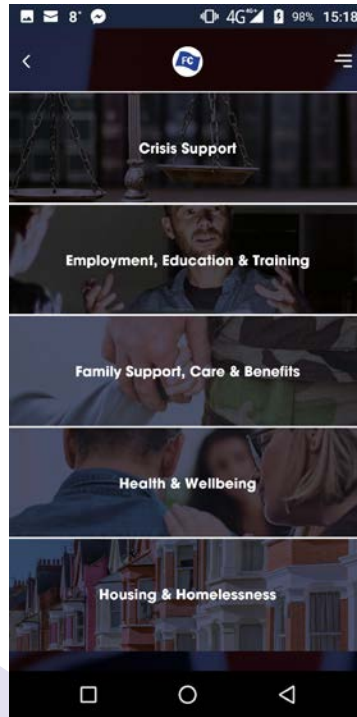 8° 4G 98% 15:18
FC
Crisis Support
Employment, Education & Training
Family Support, Care & Benefits
Health & Wellbeing
Housing & Homelessness